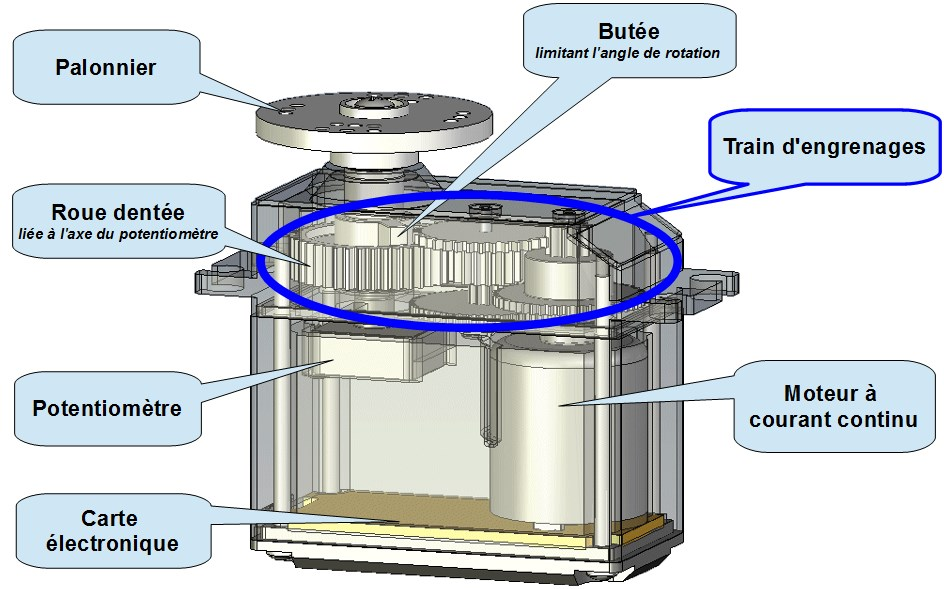 Palonnier
Butée
limitant l'angle de rotation
Train d'engrenages
Roue dentée
liée à l'axe du potentiomètre
Potentiomètre
Moteur à
courant continu
Carte
électronique